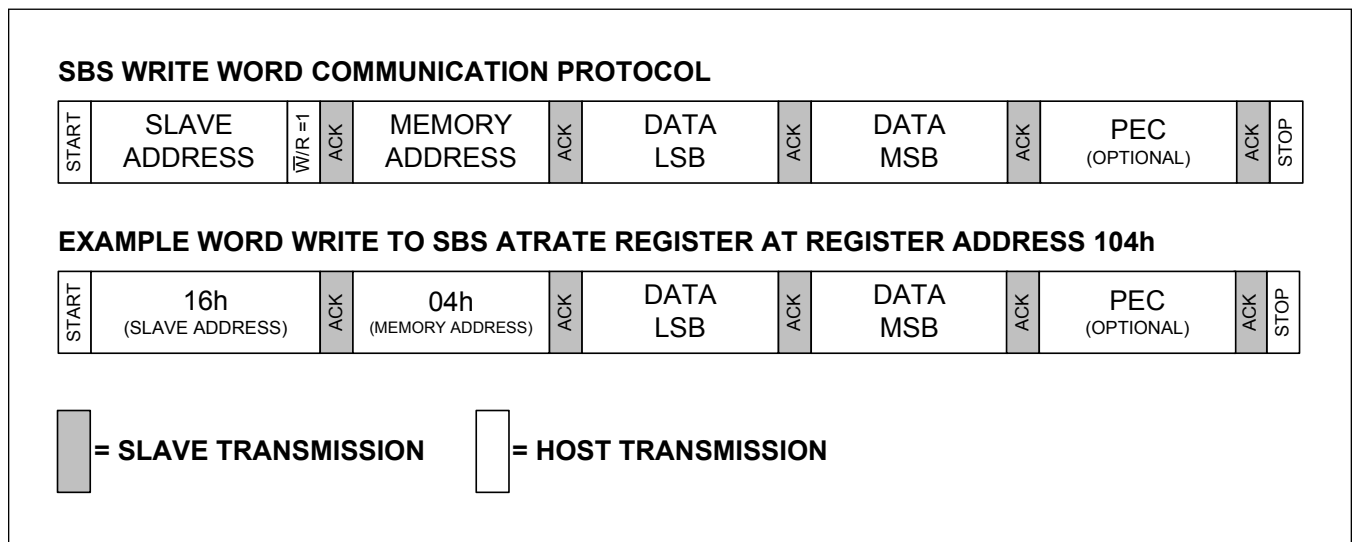 SBS WRITE WORD COMMUNICATION PROTOCOL
START
SLAVE
ADDRESS
W̅/R =1
ACK
MEMORY
ADDRESS
ACK
DATA
LSB
ACK
DATA
MSB
ACK
PEC
(OPTIONAL)
ACK
STOP
EXAMPLE WORD WRITE TO SBS ATRATE REGISTER AT REGISTER ADDRESS 104h
START
16h
(SLAVE ADDRESS)
ACK
04h
(MEMORY ADDRESS)
ACK
DATA
LSB
ACK
DATA
MSB
ACK
PEC
(OPTIONAL)
ACK
STOP
= SLAVE TRANSMISSION
= HOST TRANSMISSION